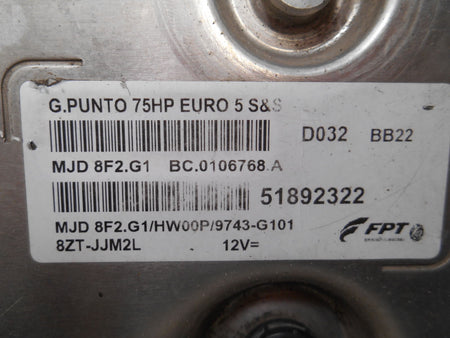 G.PUNTO 75HP EURO 5 S&S
D032 BB22
MJD 8F2.G1 BC.0106768.A
51892322
MJD 8F2.G1/HW00P/9743-G101
8ZT-JJM2L 12V=
FPT